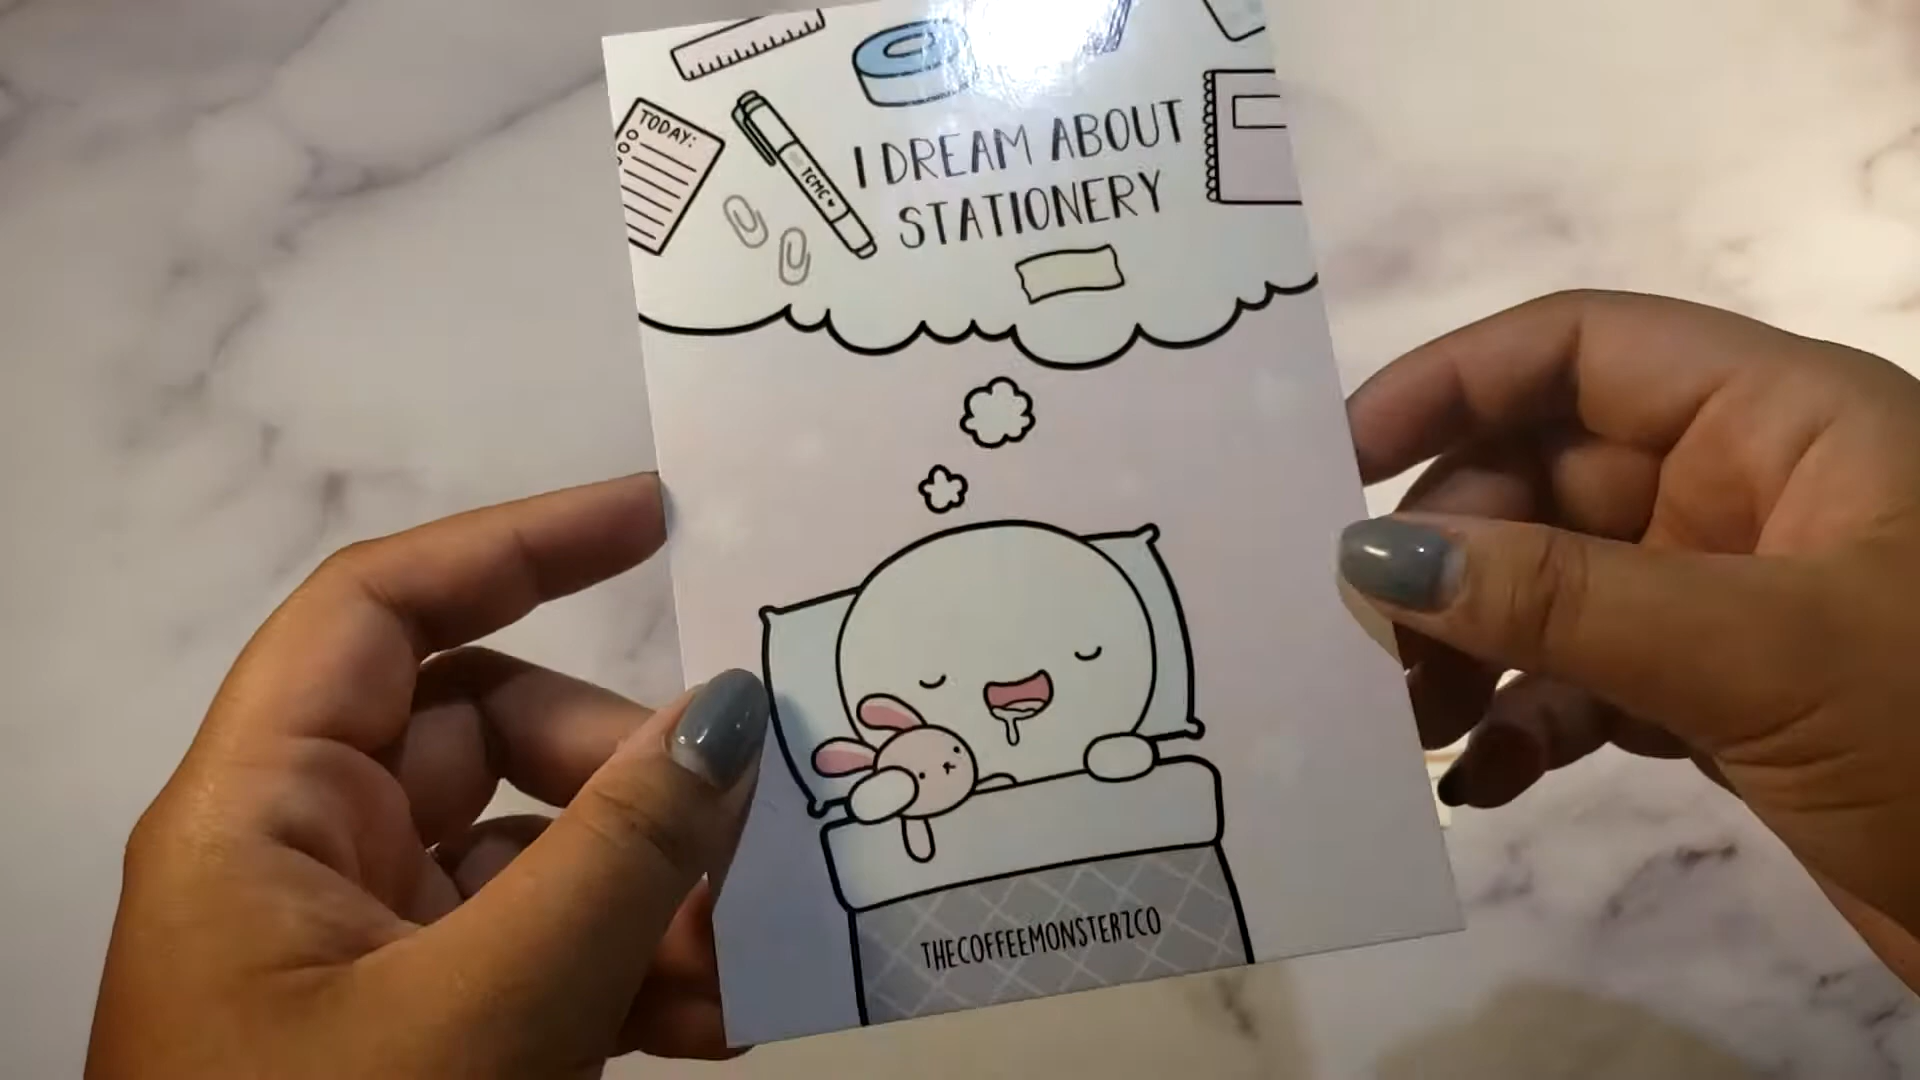 TODAY:
TCMC
I DREAM ABOUT
STATIONERY
THECOFFEEMONSTERZCO